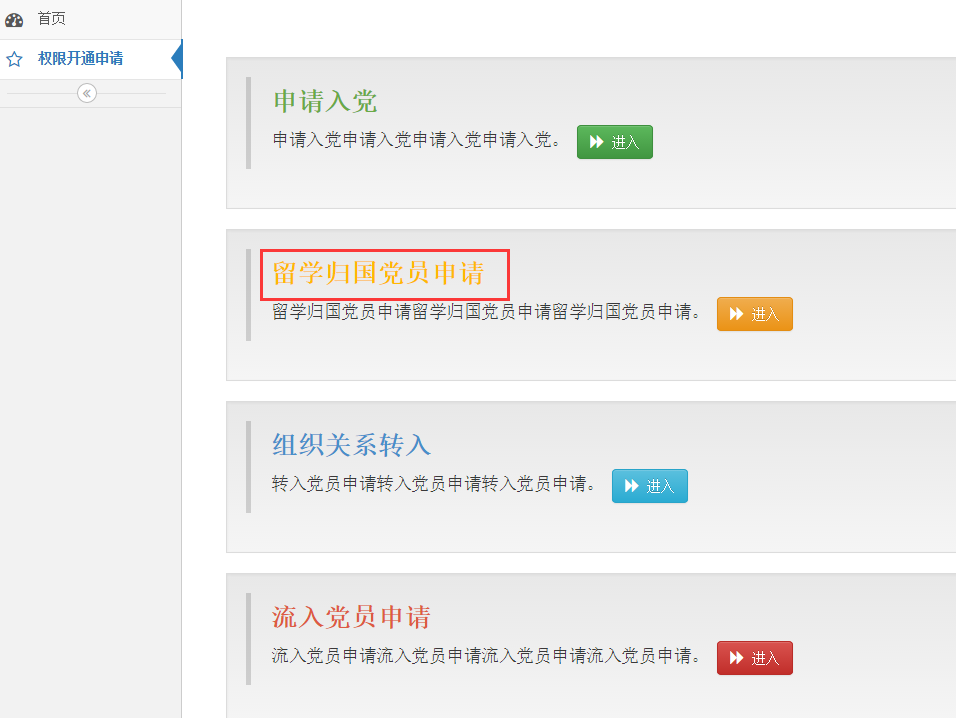 首页
权限开通申请
申请入党
申请入党申请入党申请入党申请入党。
进入
留学归国党员申请
留学归国党员申请留学归国党员申请留学归国党员申请。
进入
组织关系转入
转入党员申请转入党员申请转入党员申请。
进入
流入党员申请
流入党员申请流入党员申请流入党员申请流入党员申请。
进入